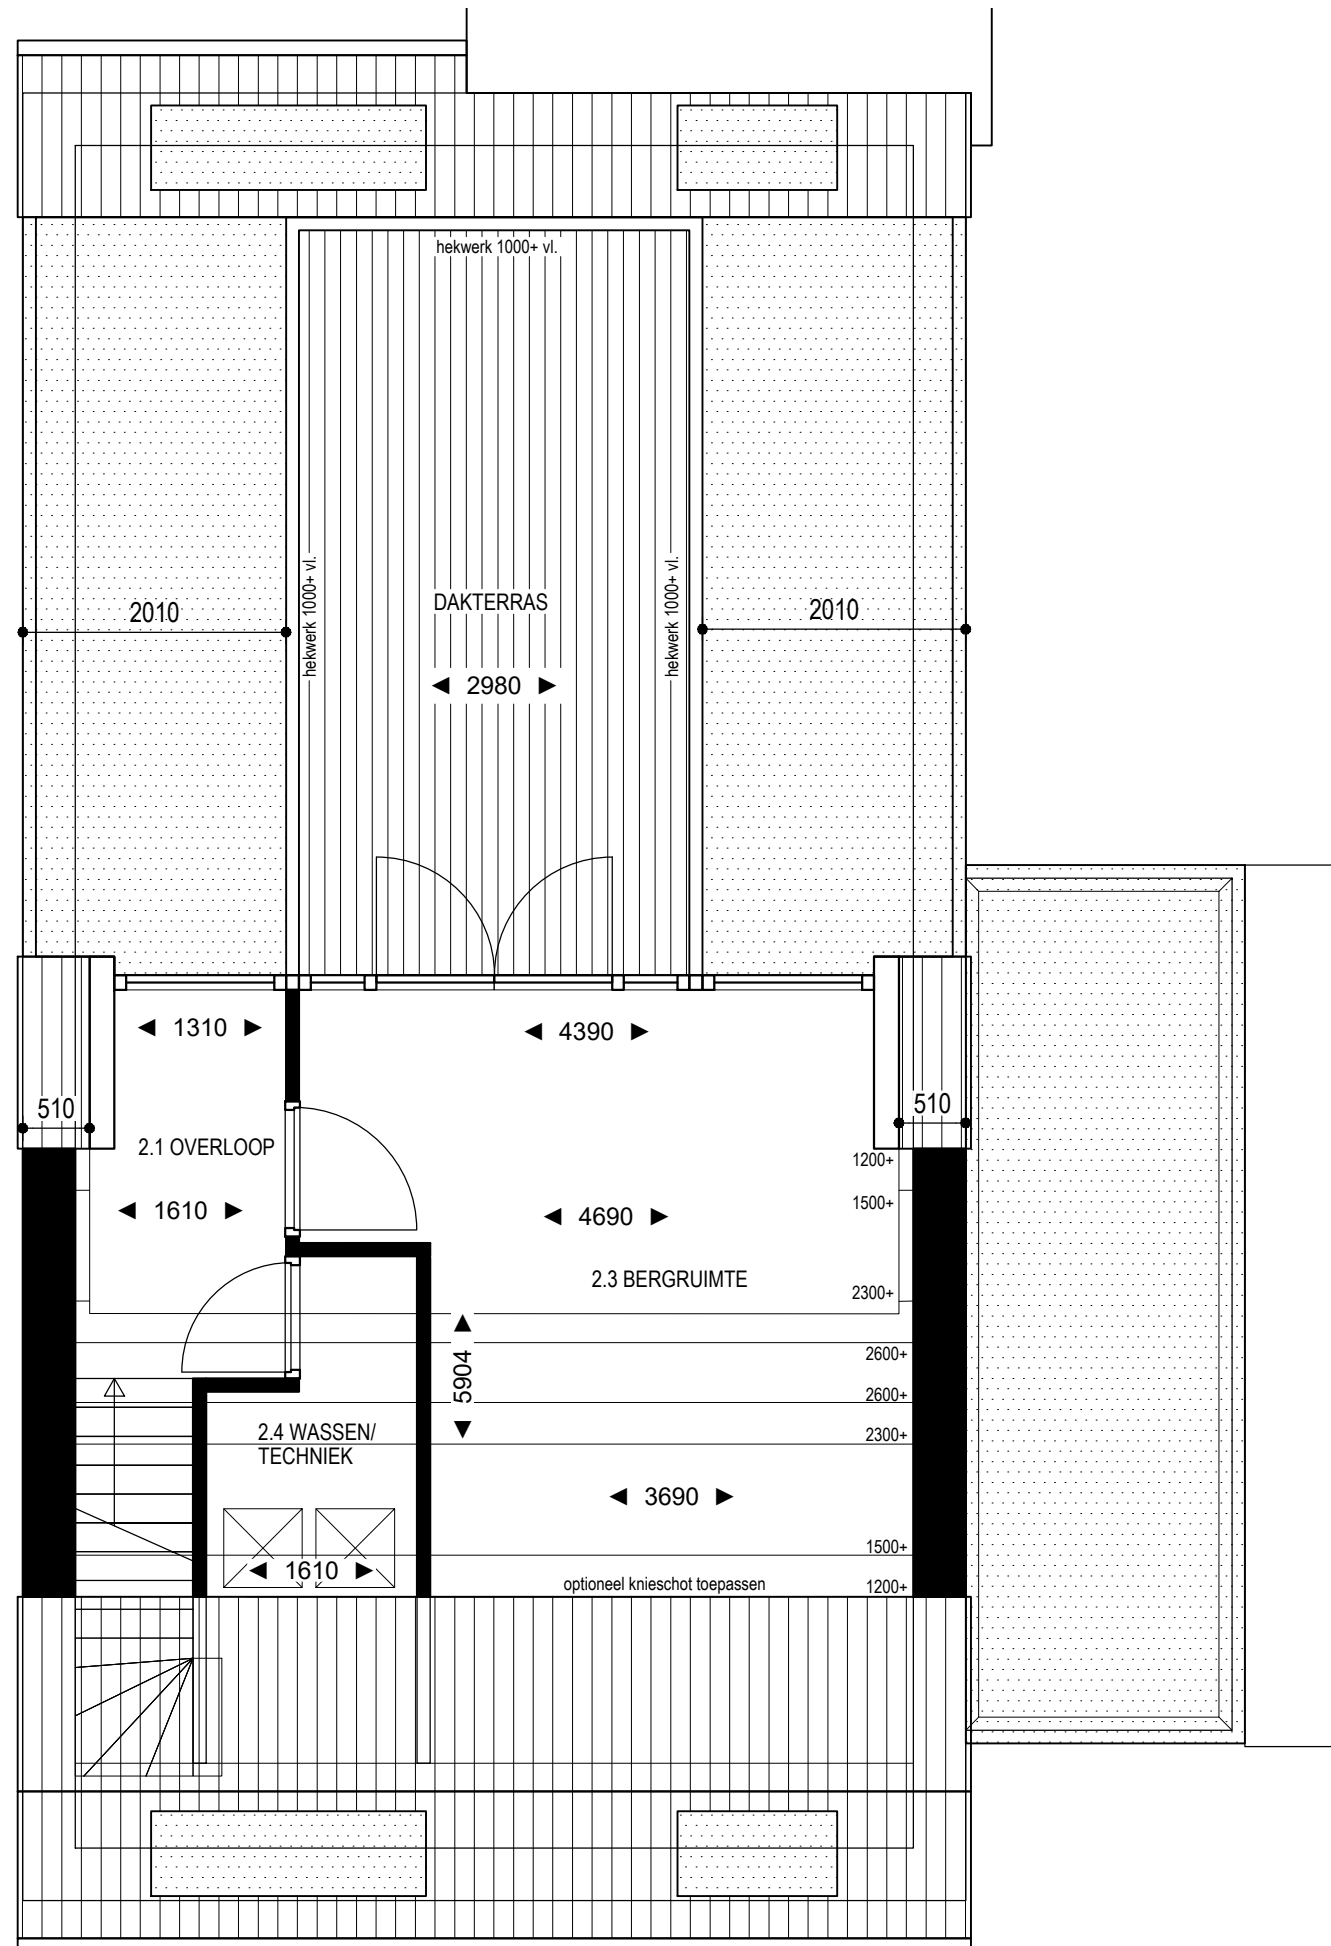 hekwerk 1000+ vl.
hekwerk 1000+ vl.
hekwerk 1000+ vl.
DAKTERRAS
2010
2010
2980
1310
4390
510
510
2.1 OVERLOOP
1200+
1500+
1610
4690
2.3 BERGRUIMTE
2300+
5904
2600+
2600+
2.4 WASSEN/
TECHNIEK
2300+
3690
1500+
1610
optioneel knieschot toepassen
1200+